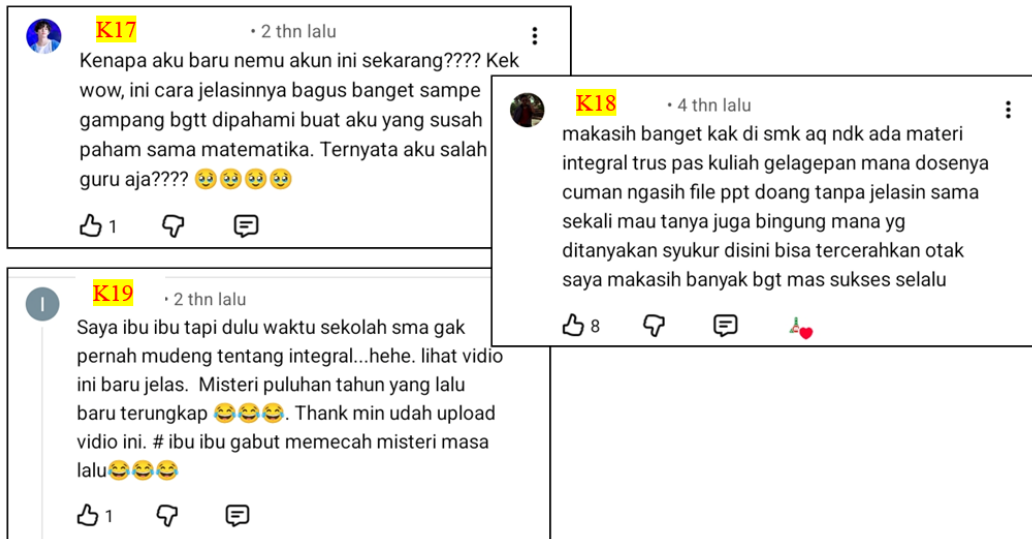 K17 • 2 thn lalu
Kenapa aku baru nemu akun ini sekarang???? Kek
wow, ini cara jelasinnya bagus banget sampe
gampang bgtt dipahami buat aku yang susah
paham sama matematika. Ternyata aku salah
guru aja???? 🥹🥹🥹🥹
1
K18 • 4 thn lalu
makasih banget kak di smk aq ndk ada materi
integral trus pas kuliah gelagepan mana dosenya
cuman ngasih file ppt doang tanpa jelasin sama
sekali mau tanya juga bingung mana yg
ditanyakan syukur disini bisa tercerahkan otak
saya makasih banyak bgt mas sukses selalu
8
I
K19 • 2 thn lalu
Saya ibu ibu tapi dulu waktu sekolah sma gak
pernah mudeng tentang integral...hehe. lihat vidio
ini baru jelas. Misteri puluhan tahun yang lalu
baru terungkap 😂😂😂. Thank min udah upload
vidio ini. # ibu ibu gabut memecah misteri masa
lalu😂😂😂
1